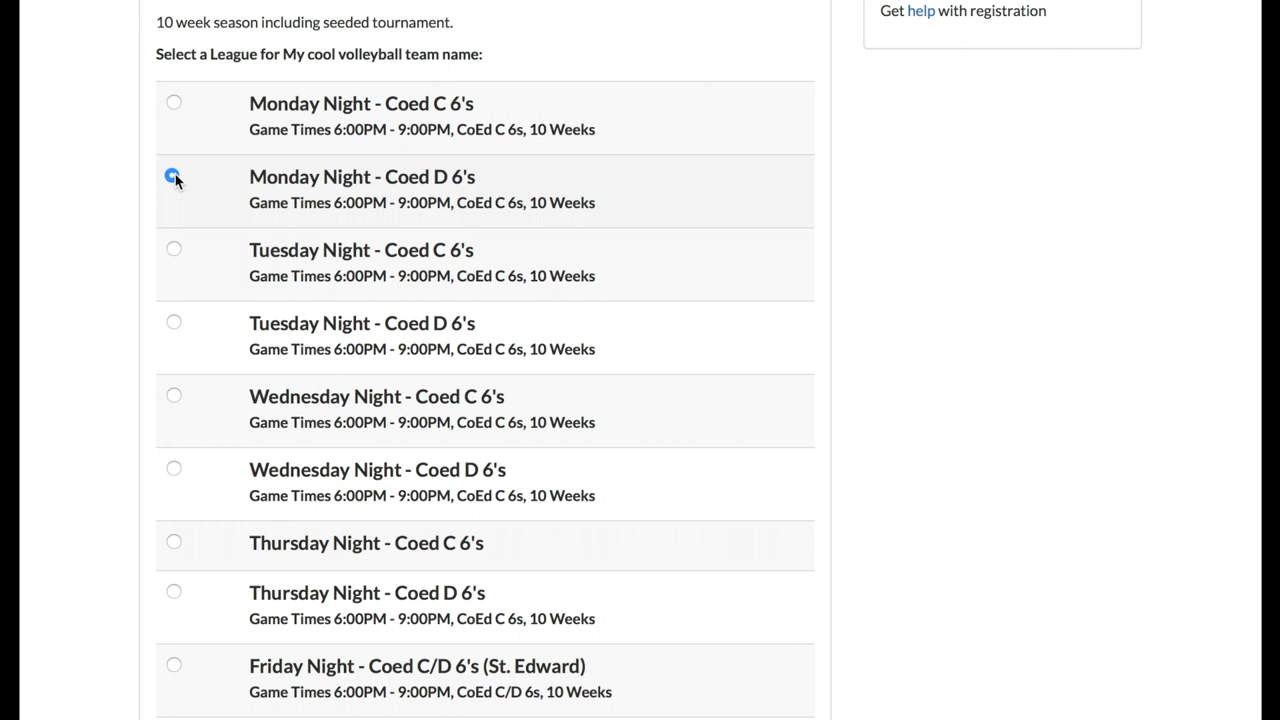 10 week season including seeded tournament.
Get help with registration
Select a League for My cool volleyball team name:
Monday Night - Coed C 6's
Game Times 6:00PM - 9:00PM, CoEd C 6s, 10 Weeks
Monday Night - Coed D 6's
Game Times 6:00PM - 9:00PM, CoEd C 6s, 10 Weeks
Tuesday Night - Coed C 6's
Game Times 6:00PM - 9:00PM, CoEd C 6s, 10 Weeks
Tuesday Night - Coed D 6's
Game Times 6:00PM - 9:00PM, CoEd C 6s, 10 Weeks
Wednesday Night - Coed C 6's
Game Times 6:00PM - 9:00PM, CoEd C 6s, 10 Weeks
Wednesday Night - Coed D 6's
Game Times 6:00PM - 9:00PM, CoEd C 6s, 10 Weeks
Thursday Night - Coed C 6's
Thursday Night - Coed D 6's
Game Times 6:00PM - 9:00PM, CoEd C 6s, 10 Weeks
Friday Night - Coed C/D 6's (St. Edward)
Game Times 6:00PM - 9:00PM, CoEd C/D 6s, 10 Weeks